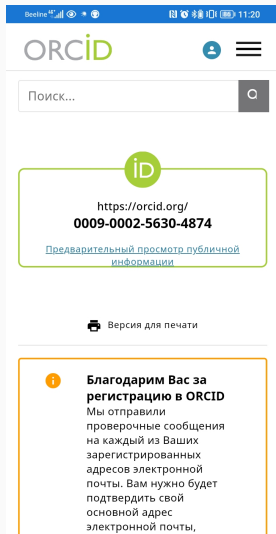 Beeline 11:20
ORCiD
Поиск...
iD
https://orcid.org/
0009-0002-5630-4874
Предварительный просмотр публичной
информации
Версия для печати
Благодарим Вас за
регистрацию в ORCID
Мы отправили
проверочные сообщения
на каждый из Ваших
зарегистрированных
адресов электронной
почты. Вам нужно будет
подтвердить свой
основной адрес
электронной почты,